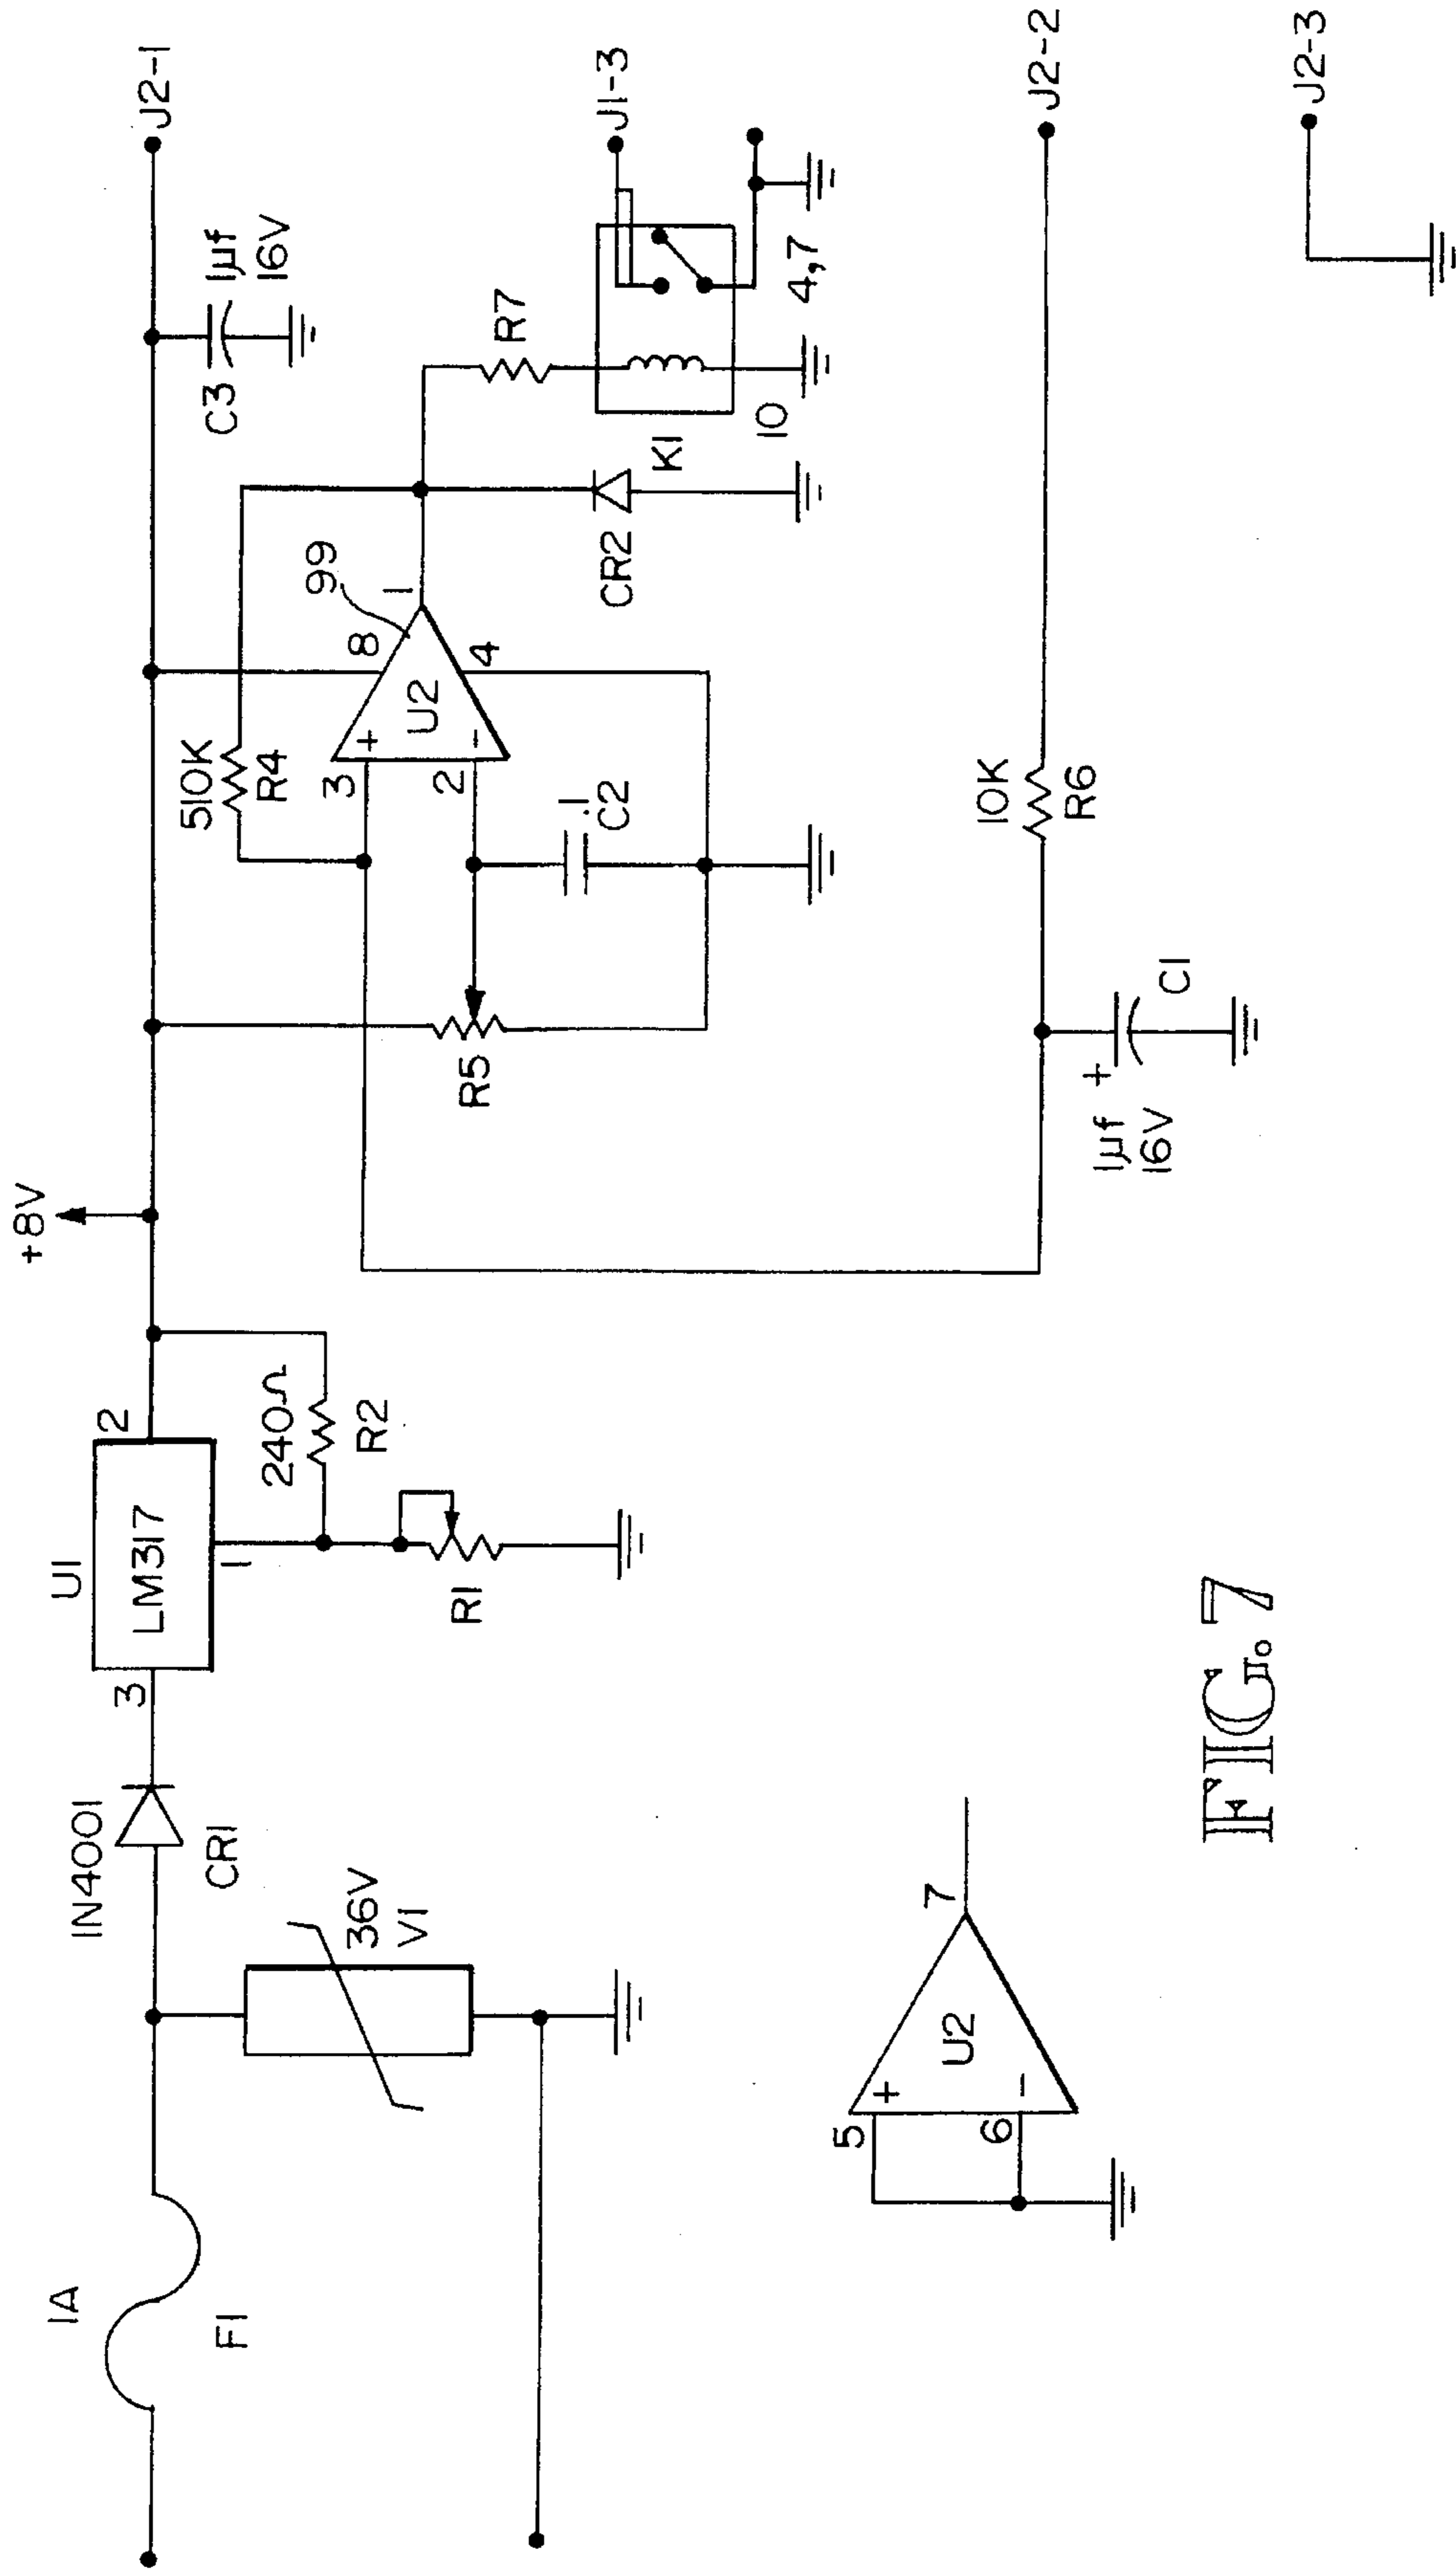 +8V
J2-1
1A
F1
1N4001
CR1
36V
V1
U1
LM317
3
2
1
240Ω
R2
R1
C3
1µf
16V
510K
R4
99
3
2
8
4
1
+
-
U2
R5
.1
C2
CR2
K1
R7
10
4,7
J1-3
10K
R6
J2-2
+
1µf
16V
C1
J2-3
5
6
7
+
-
U2
FIG. 7